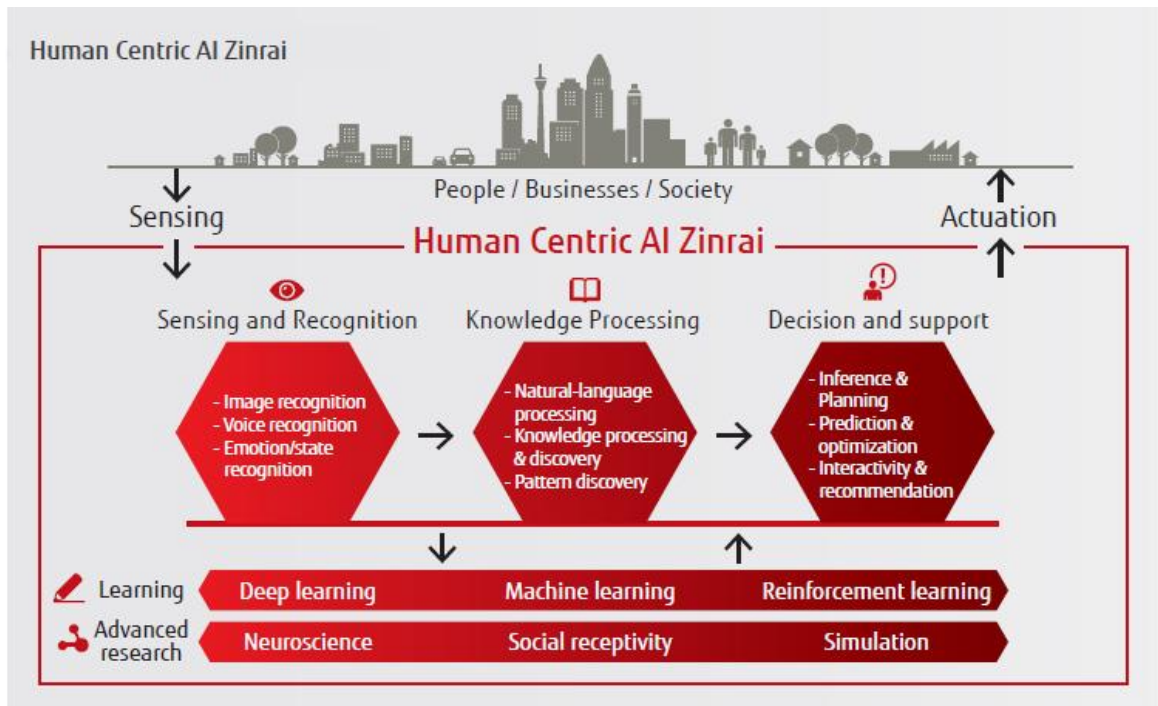 Human Centric AI Zinrai
People / Businesses / Society
Sensing
Actuation
Human Centric AI Zinrai
Sensing and Recognition
- Image recognition
- Voice recognition
- Emotion/state
recognition
Knowledge Processing
- Natural-language
processing
- Knowledge processing
& discovery
- Pattern discovery
Decision and support
- Inference &
Planning
- Prediction &
optimization
- Interactivity &
recommendation
Learning
Deep learning
Machine learning
Reinforcement learning
Advanced
research
Neuroscience
Social receptivity
Simulation